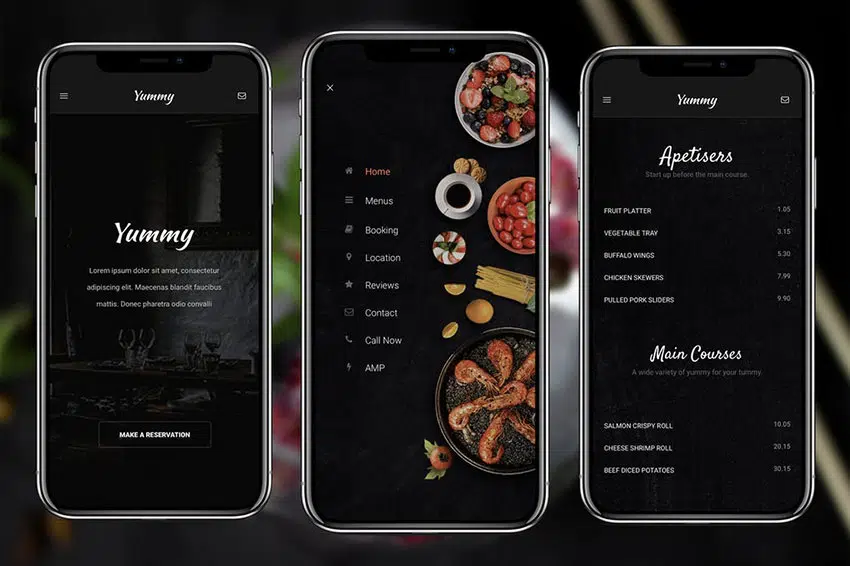 Yummy
Yummy
Lorem ipsum dolor sit amet, consectetur
adipiscing elit. Maecenas blandit faucibus
mattis. Donec pharetra odio convalli
MAKE A RESERVATION
Home
Menus
Booking
Location
Reviews
Contact
Call Now
AMP
Yummy
Apetisers
Start up before the main course.
FRUIT PLATTER 1.05
VEGETABLE TRAY 3.15
BUFFALO WINGS 5.30
CHICKEN SKEWERS 7.99
PULLED PORK SLIDERS 9.90
Main Courses
A wide variety of yummy for your tummy.
SALMON CRISPY ROLL 10.05
CHEESE SHRIMP ROLL 20.15
BEEF DICED POTATOES 30.15